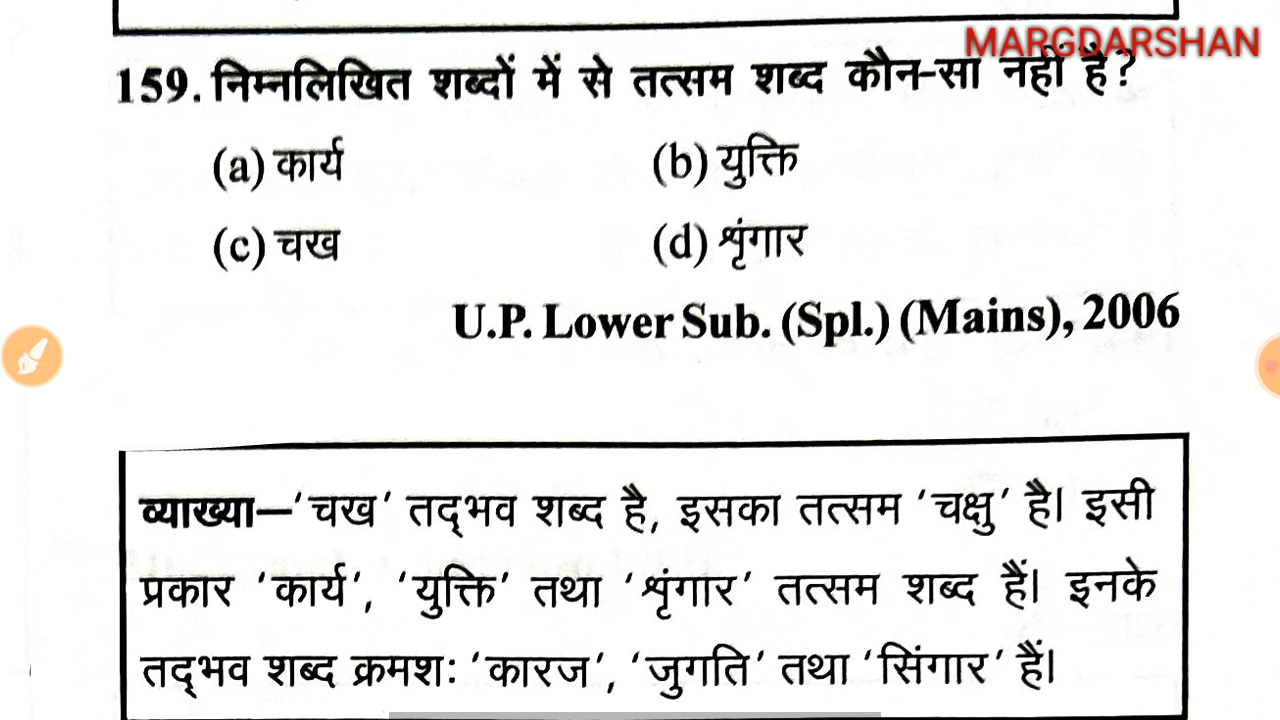 MARGDARSHAN
159. निम्नलिखित शब्दों में से तत्सम शब्द कौन-सा नहीं है?
(a) कार्य (b) युक्ति
(c) चख (d) शृंगार
U.P. Lower Sub. (Spl.) (Mains), 2006
व्याख्या–'चख' तद्‌भव शब्द है, इसका तत्सम 'चक्षु' है। इसी
प्रकार 'कार्य', 'युक्ति' तथा 'शृंगार' तत्सम शब्द हैं। इनके
तद्‌भव शब्द क्रमशः 'कारज', 'जुगति' तथा 'सिंगार' हैं।